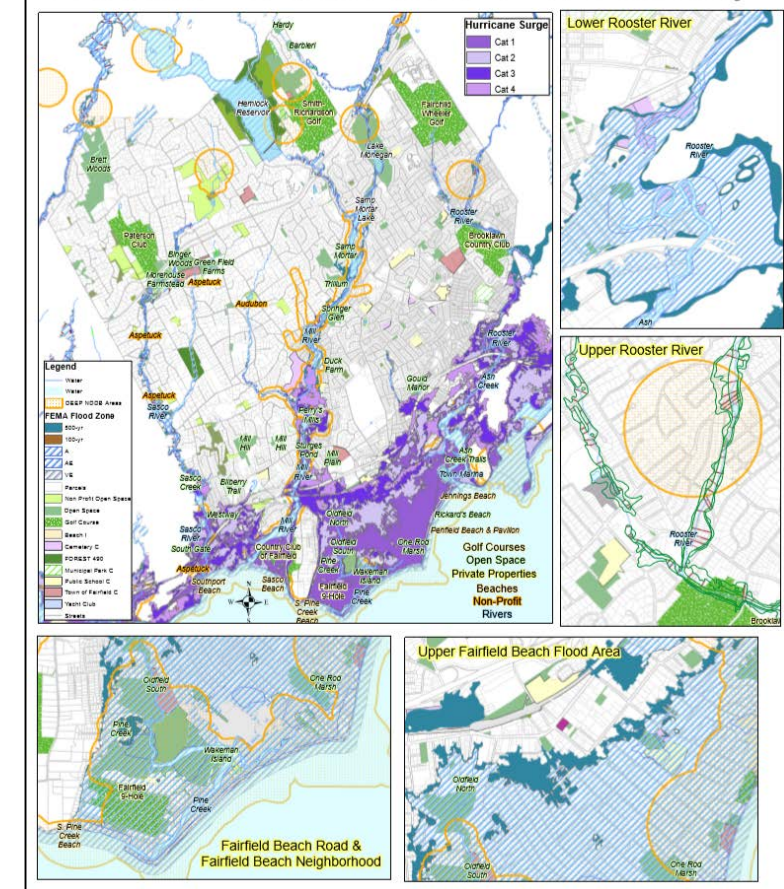 Hurricane Surge
Cat 1
Cat 2
Cat 3
Cat 4
Hardy
Barbieri
Hemlock
Reservoir
Smith
Richardson
Golf
Fairchild
Wheeler
Golf
Brett
Woods
Lake
Mohegan
Samp
Mortar
Lake
Rooster
River
Brooklawn
Country Club
Paterson
Club
Binger
Woods
Green Field
Farms
Morehouse
Farmstead
Aspetuck
Samp
Mortar
Trillium
Audubon
Springer
Glen
Aspetuck
Mill
River
Rooster
River
Duck
Farm
Ash
Creek
Gould
Manor
Aspetuck
Sasco
River
Perry's
Mills
Mill
Hill
Mill
Hill
Sturges
Pond
Mill
Plain
Ash
Creek Trails
Town Marina
Sasco
Creek
Bilberry
Trail
Mill
River
Jennings Beach
Westway
Rickard's Beach
Oldfield
North
Penfield Beach & Pavilion
Sasco
River
South Gate
Mill
River
Country Club
of Fairfield
Oldfield
South
One Rod
Marsh
Pine
Creek
Aspetuck
Southport
Beach
Sasco
Beach
Wakeman
Island
Fairfield
9-Hole
Pine
Creek
S. Pine
Creek
Beach
N
W
E
S
Golf Courses
Open Space
Private Properties
Beaches
Non-Profit
Rivers
Legend
Water
Water
DEEP NDDB Areas
FEMA Flood Zone
500-yr
100-yr
A
AE
VE
Parcels
Non Profit Open Space
Open Space
Golf Course
Beach I
Cemetery C
FOREST 490
Municipal Park C
Public School C
Town of Fairfield C
Yacht Club
Streets
Lower Rooster River
Rooster
River
Ash
Upper Rooster River
Rooster
River
Brooklaw
Oldfield
South
One Rod
Marsh
Pine
Creek
Wakeman
Island
Fairfield
9-Hole
Pine
Creek
S. Pine
Creek
Beach
Fairfield Beach Road &
Fairfield Beach Neighborhood
Upper Fairfield Beach Flood Area
Oldfield
North
Oldfield
South
One Rod
Marsh